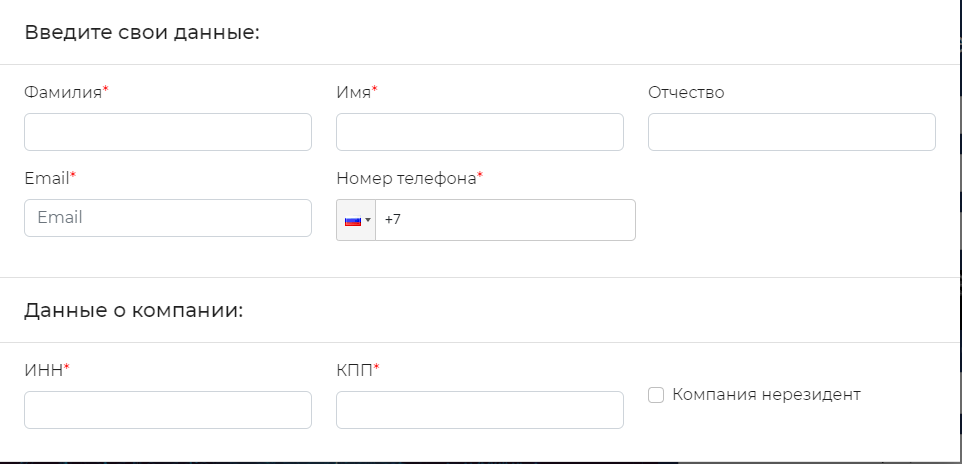 Введите свои данные:
Фамилия* Имя* Отчество
Email* Номер телефона*
Email +7
Данные о компании:
ИНН* КПП*
Компания нерезидент